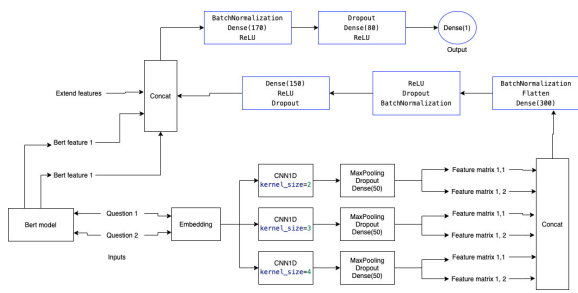 BatchNormalization
Dense(170)
ReLU
Dropout
Dense(80)
ReLU
Dense(1)
Output
Extend features
Concat
Dense(150)
ReLU
Dropout
ReLU
Dropout
BatchNormalization
BatchNormalization
Flatten
Dense(300)
Bert feature 1
Bert feature 1
Bert model
Question 1
Question 2
Inputs
Embedding
CNN1D
kernel_size=2
MaxPooling
Dropout
Dense(50)
Feature matrix 1,1
Feature matrix 1, 2
CNN1D
kernel_size=3
MaxPooling
Dropout
Dense(50)
Feature matrix 1,1
Feature matrix 1, 2
CNN1D
kernel_size=4
MaxPooling
Dropout
Dense(50)
Feature matrix 1,1
Feature matrix 1, 2
Concat